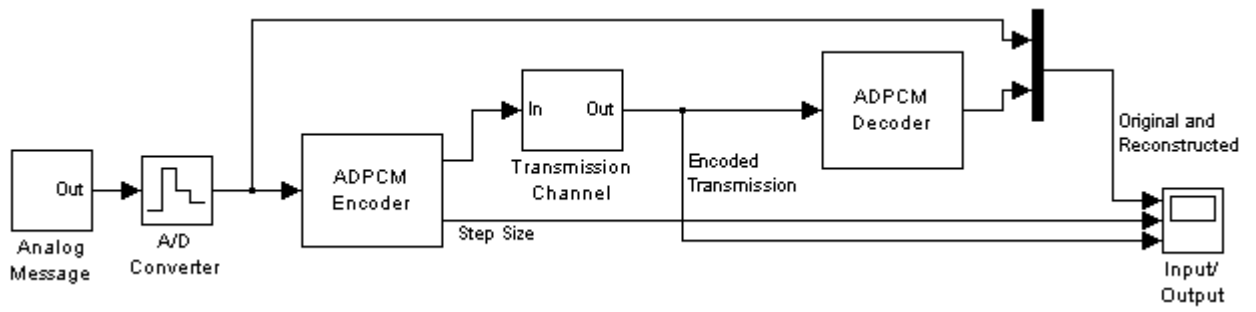 Out
Analog
Message
A/D
Converter
ADPCM
Encoder
Step Size
In
Out
Transmission
Channel
Encoded
Transmission
ADPCM
Decoder
Original and
Reconstructed
Input/
Output